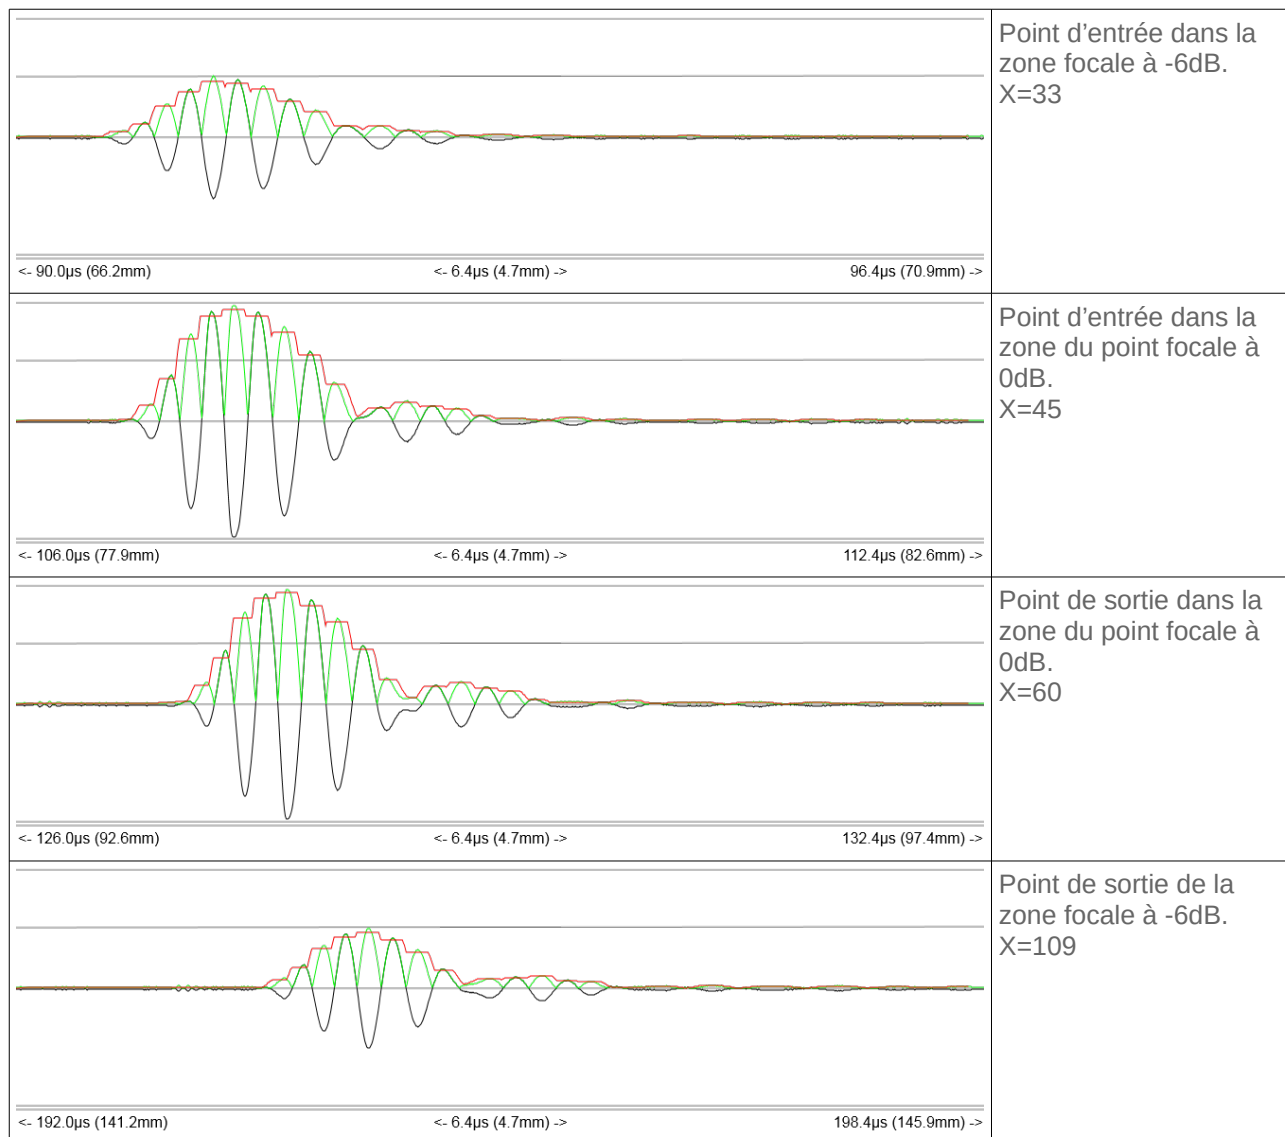 Point d'entrée dans la
zone focale à -6dB.
X=33
<- 90.0µs (66.2mm) <- 6.4µs (4.7mm) -> 96.4µs (70.9mm) ->
Point d'entrée dans la
zone du point focale à
0dB.
X=45
<- 106.0µs (77.9mm) <- 6.4µs (4.7mm) -> 112.4µs (82.6mm) ->
Point de sortie dans la
zone du point focale à
0dB.
X=60
<- 126.0µs (92.6mm) <- 6.4µs (4.7mm) -> 132.4µs (97.4mm) ->
Point de sortie de la
zone focale à -6dB.
X=109
<- 192.0µs (141.2mm) <- 6.4µs (4.7mm) -> 198.4µs (145.9mm) ->